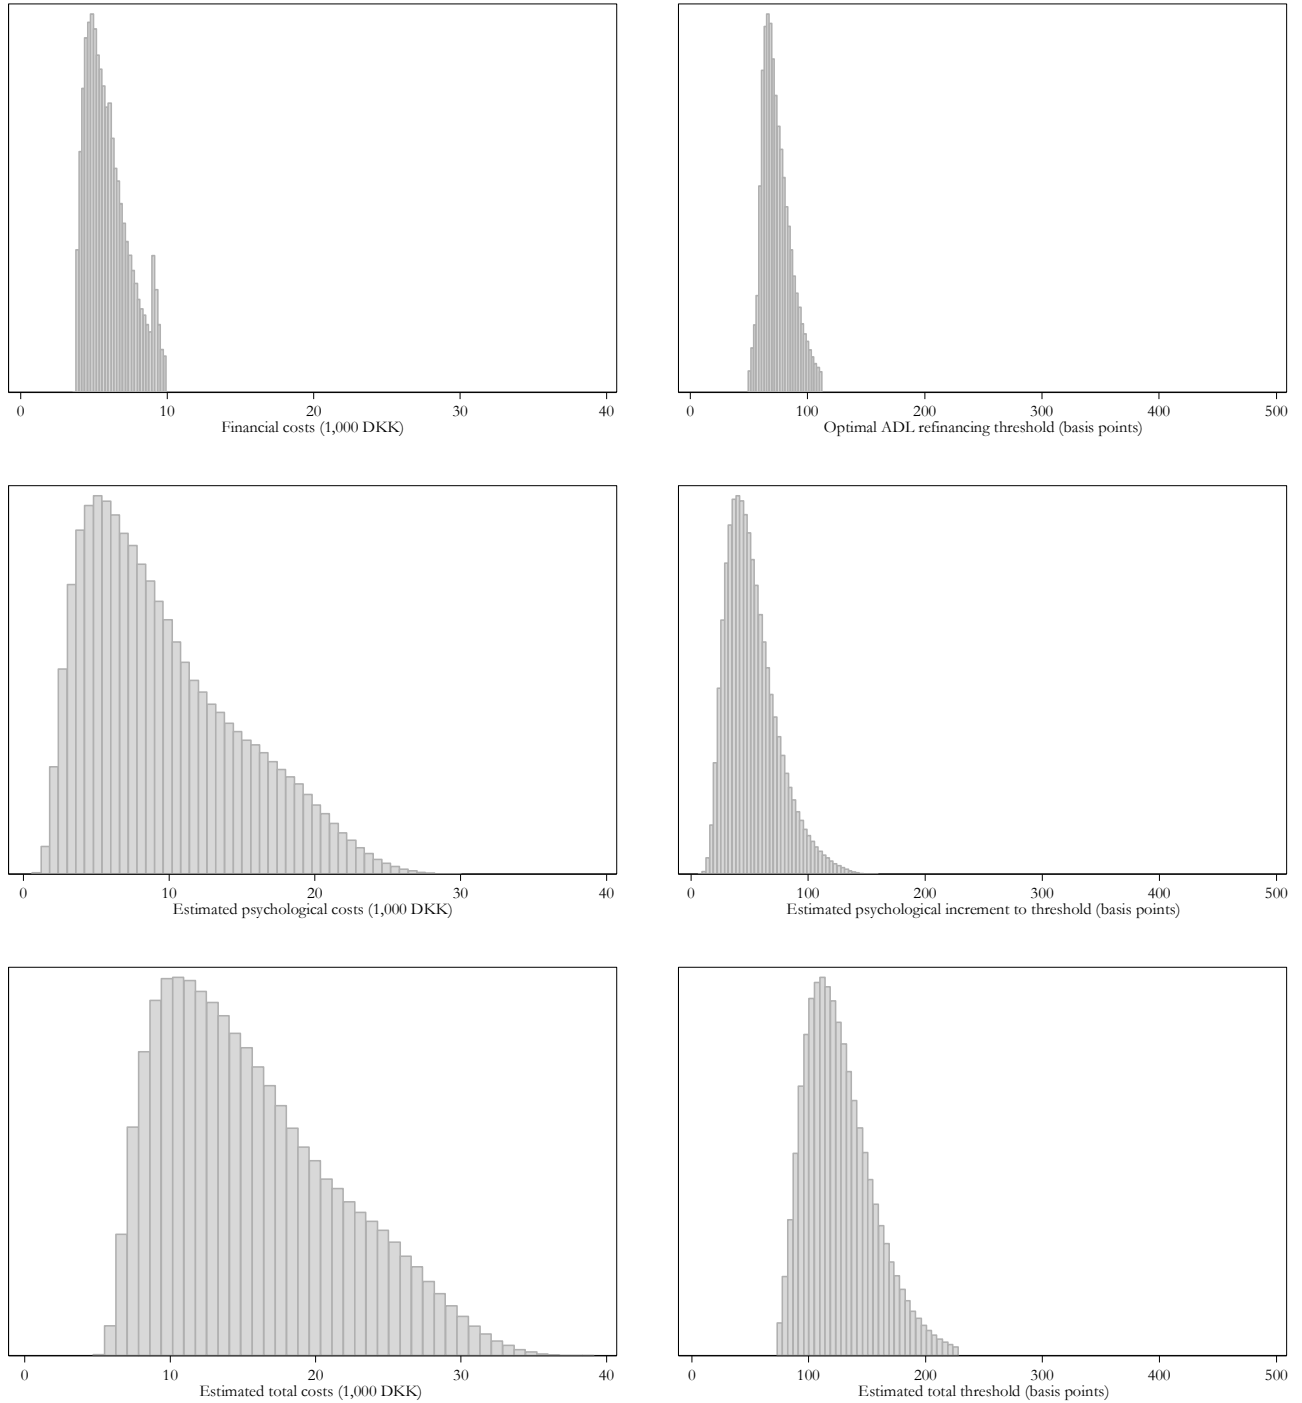 0 10 20 30 40
Financial costs (1,000 DKK)
0 100 200 300 400 500
Optimal ADL refinancing threshold (basis points)
0 10 20 30 40
Estimated psychological costs (1,000 DKK)
0 100 200 300 400 500
Estimated psychological increment to threshold (basis points)
0 10 20 30 40
Estimated total costs (1,000 DKK)
0 100 200 300 400 500
Estimated total threshold (basis points)